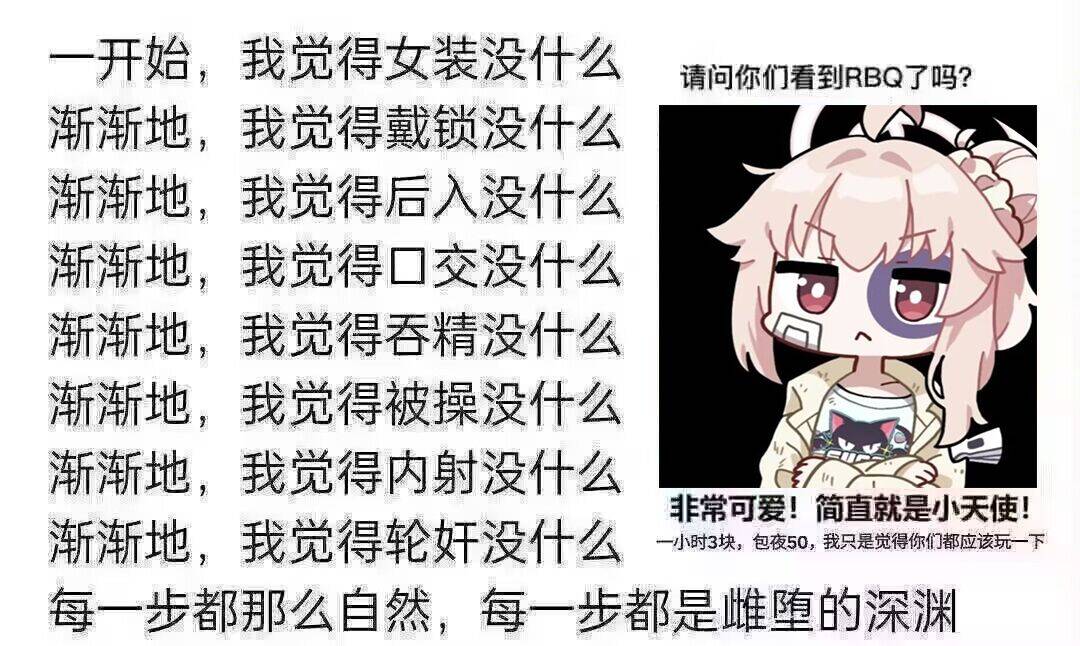 一开始，我觉得女装没什么
渐渐地，我觉得戴锁没什么
渐渐地，我觉得后入没什么
渐渐地，我觉得口交没什么
渐渐地，我觉得吞精没什么
渐渐地，我觉得被操没什么
渐渐地，我觉得内射没什么
渐渐地，我觉得轮奸没什么
每一步都那么自然，每一步都是雌堕的深渊
请问你们看到RBQ了吗？
非常可爱！简直就是小天使！
一小时3块，包夜50，我只是觉得你们都应该玩一下